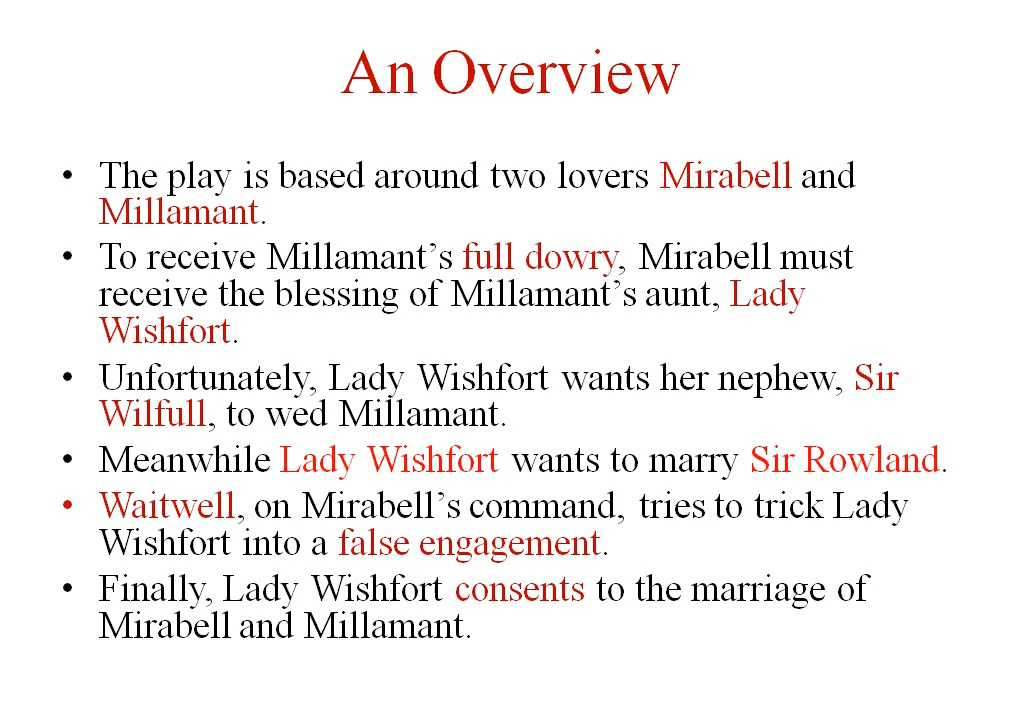 An Overview
• The play is based around two lovers Mirabell and
Millamant.
• To receive Millamant’s full dowry, Mirabell must
receive the blessing of Millamant’s aunt, Lady
Wishfort.
• Unfortunately, Lady Wishfort wants her nephew, Sir
Wilfull, to wed Millamant.
• Meanwhile Lady Wishfort wants to marry Sir Rowland.
• Waitwell, on Mirabell’s command, tries to trick Lady
Wishfort into a false engagement.
• Finally, Lady Wishfort consents to the marriage of
Mirabell and Millamant.